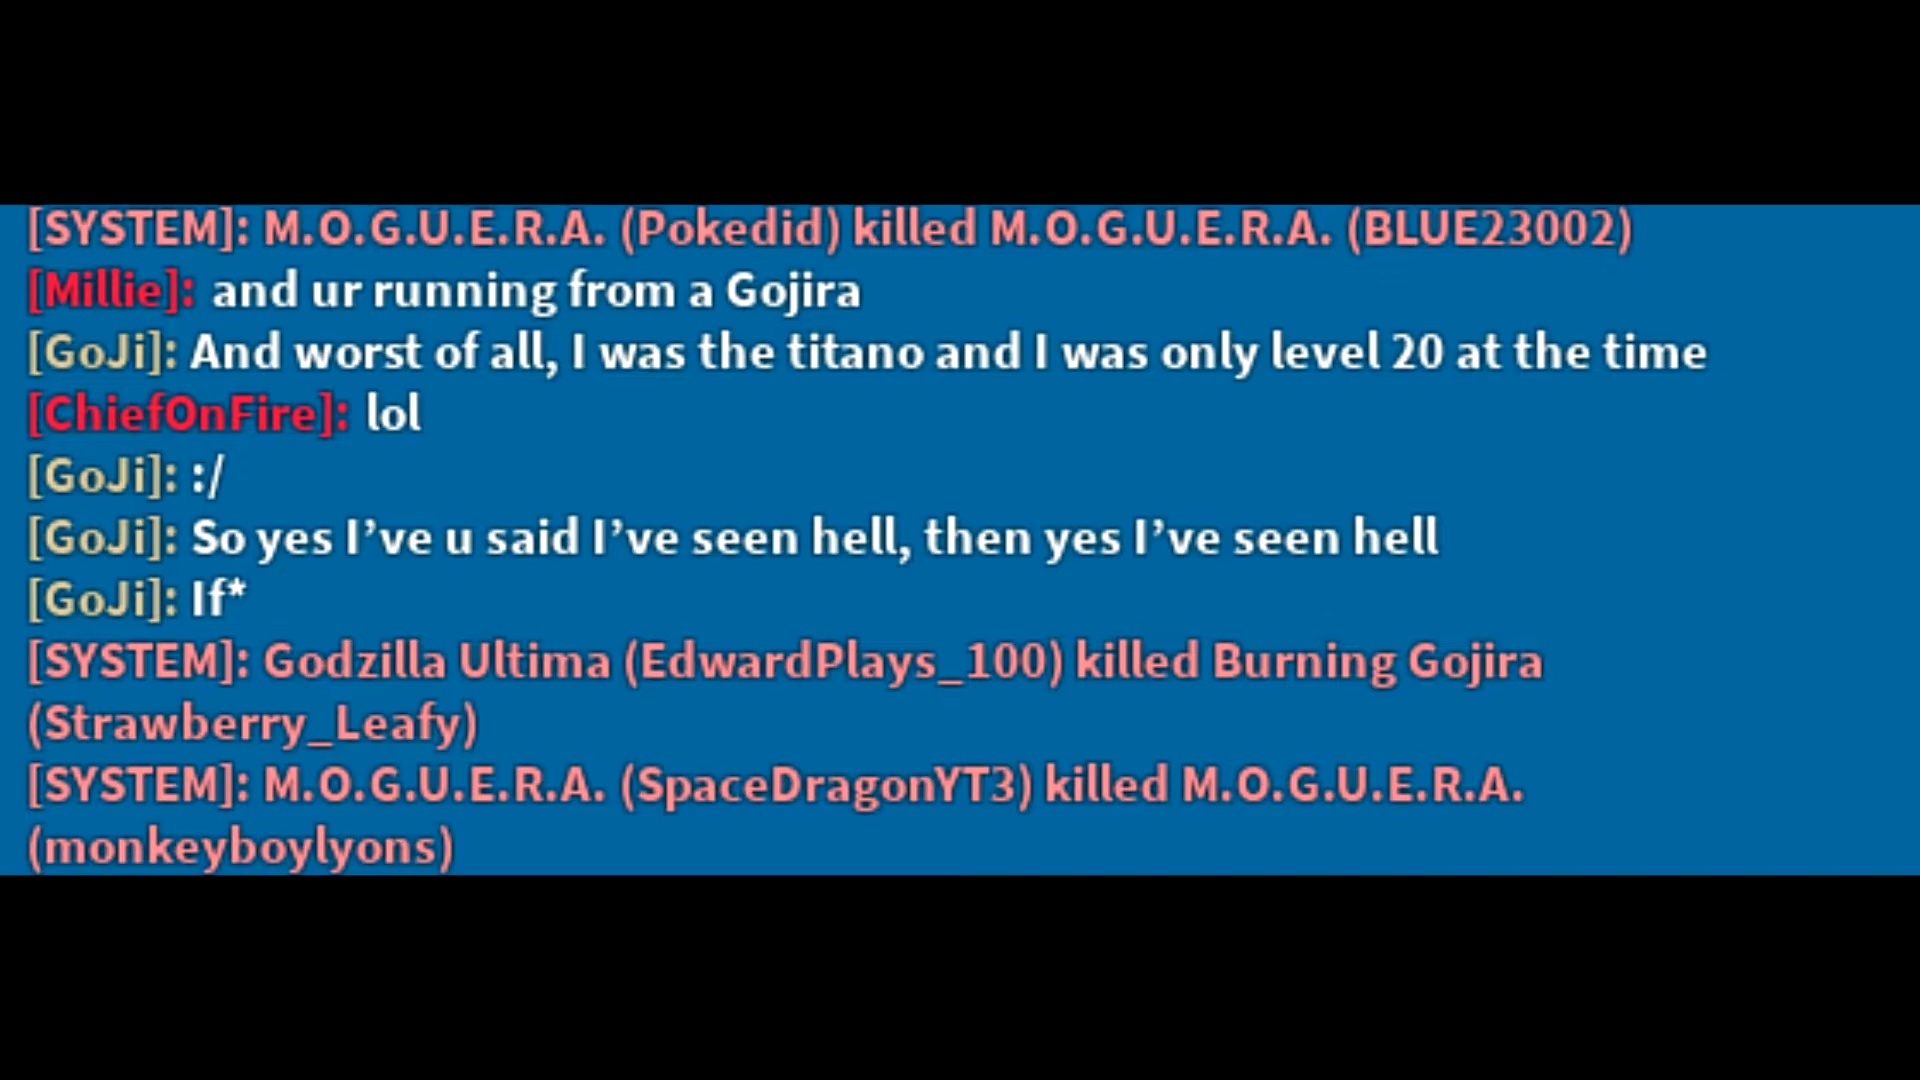 [SYSTEM]: M.O.G.U.E.R.A. (Pokedid) killed M.O.G.U.E.R.A. (BLUE23002)
[Millie]: and ur running from a Gojira
[GoJi]: And worst of all, I was the titano and I was only level 20 at the time
[ChiefOnFire]: lol
[GoJi]: :/
[GoJi]: So yes I’ve u said I’ve seen hell, then yes I’ve seen hell
[GoJi]: If*
[SYSTEM]: Godzilla Ultima (EdwardPlays_100) killed Burning Gojira
(Strawberry_Leafy)
[SYSTEM]: M.O.G.U.E.R.A. (SpaceDragonYT3) killed M.O.G.U.E.R.A.
(monkeyboylyons)